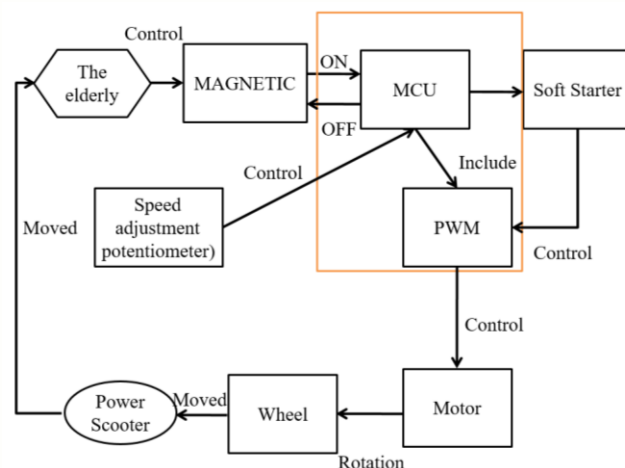 Control
The
elderly
MAGNETIC
ON
OFF
MCU
Soft Starter
Include
Control
Speed
adjustment
potentiometer)
Moved
PWM
Control
Control
Power
Scooter
Moved
Wheel
Motor
Rotation